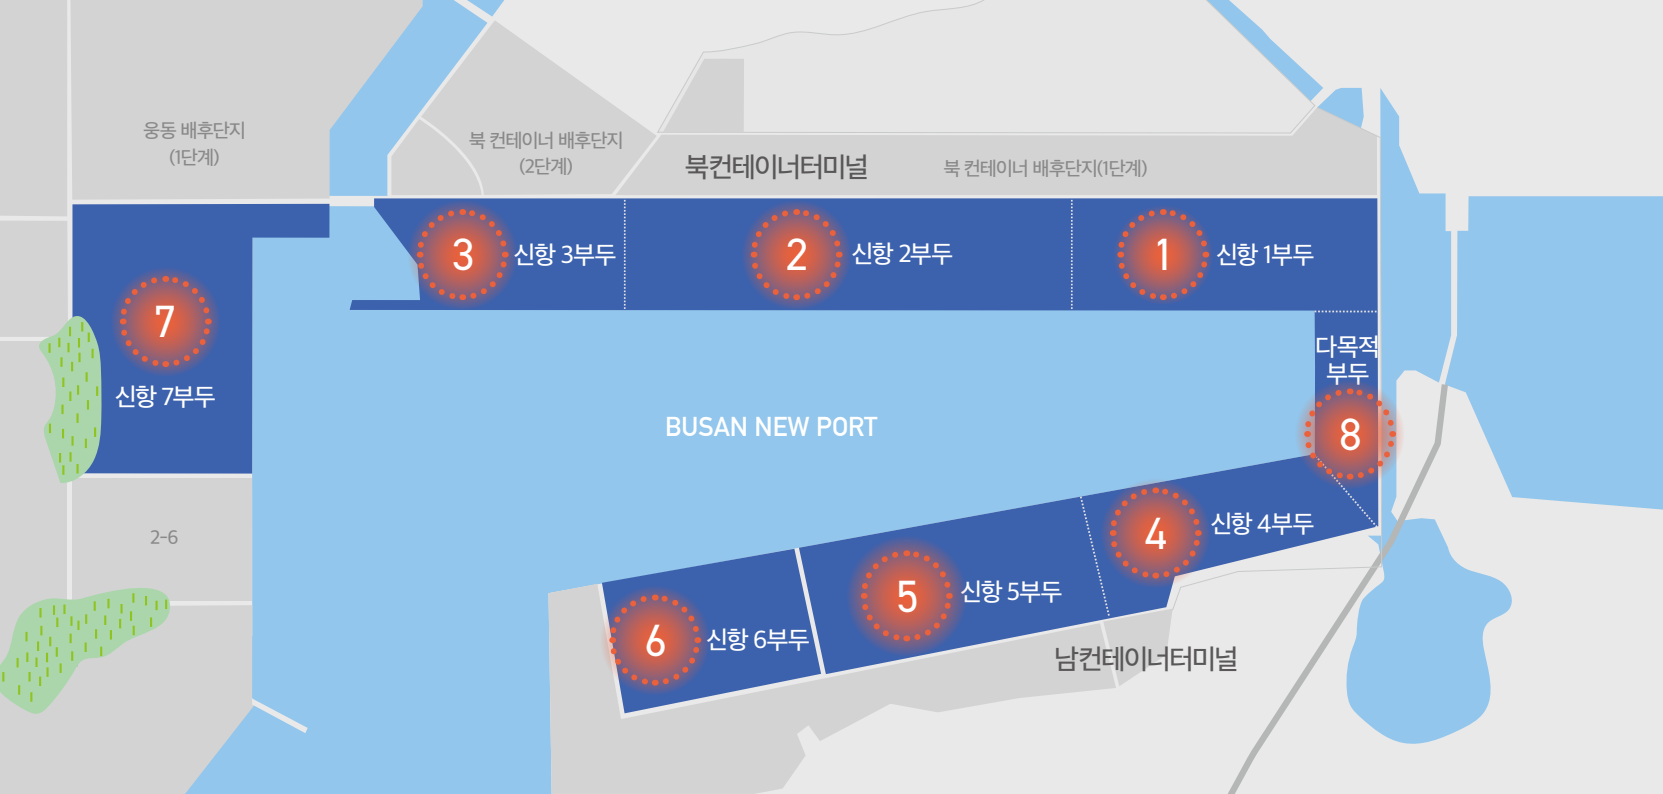 웅동 배후단지
(1단계)
북 컨테이너 배후단지
(2단계)
북컨테이너터미널
북 컨테이너 배후단지(1단계)
3
신항 3부두
2
신항 2부두
1
신항 1부두
7
신항 7부두
다목적
부두
8
BUSAN NEW PORT
4
신항 4부두
2-6
5
신항 5부두
6
신항 6부두
남컨테이너터미널